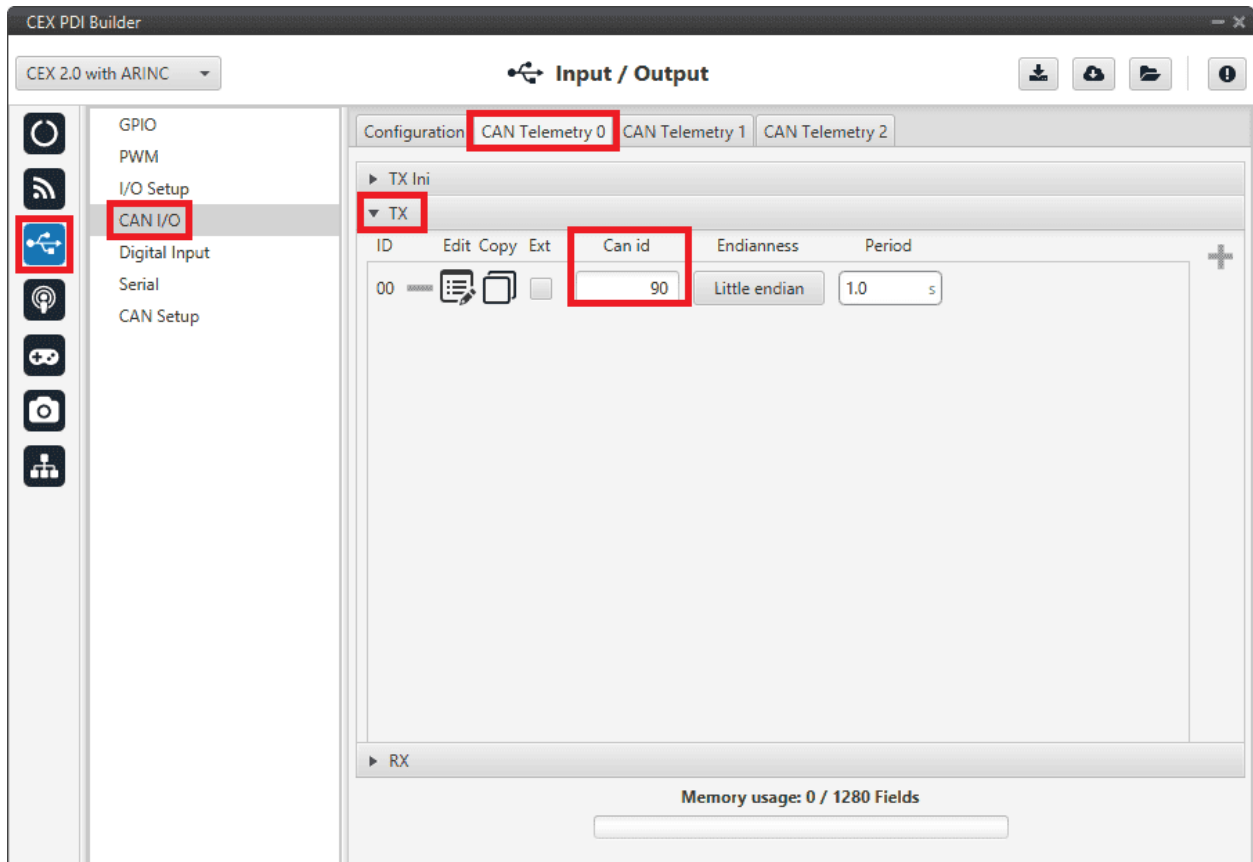 CEX PDI Builder
CEX 2.0 with ARINC
Input / Output
GPIO
PWM
I/O Setup
CAN I/O
Digital Input
Serial
CAN Setup
Configuration CAN Telemetry 0 CAN Telemetry 1 CAN Telemetry 2
TX Ini
TX
ID Edit Copy Ext Can id Endianness Period
00 90 Little endian 1.0 s
RX
Memory usage: 0 / 1280 Fields